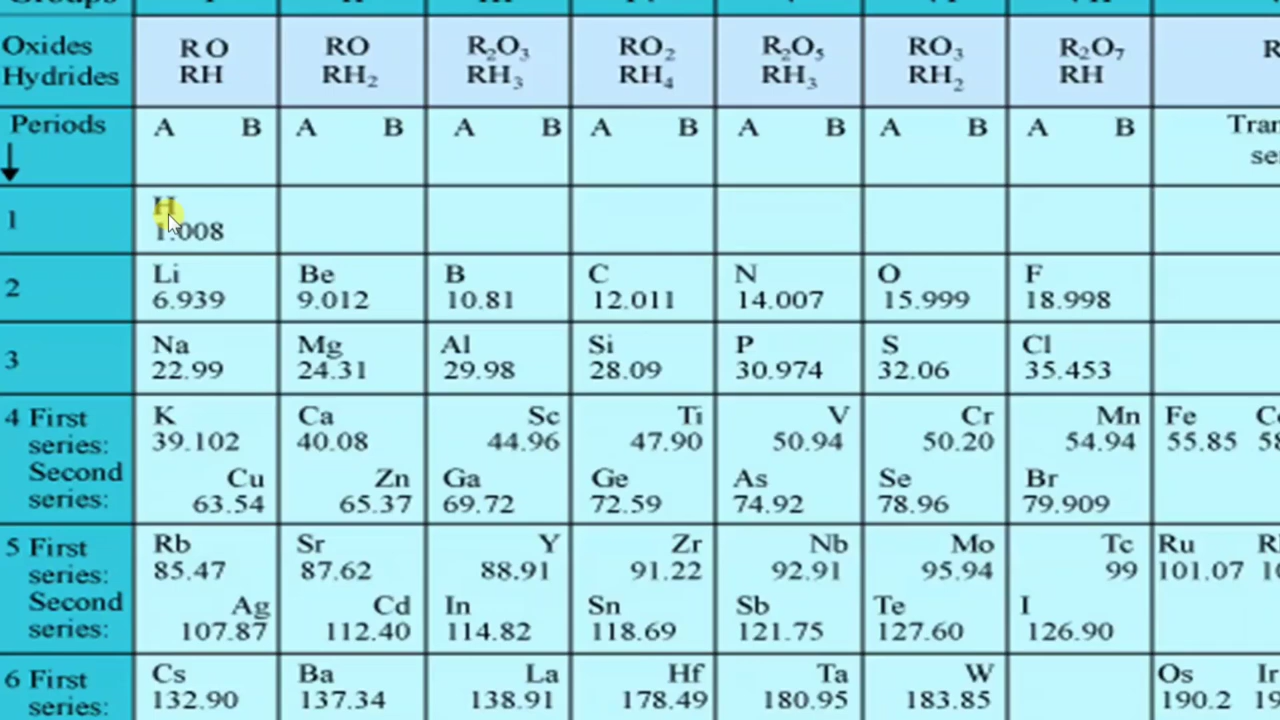 Oxides R O RO R₂O₃ RO₂ R₂O₅ RO₃ R₂O₇
Hydrides RH RH₂ RH₃ RH₄ RH₃ RH₂ RH
Periods A B A B A B A B A B A B A B
1 H
1.008
2 Li Be B C N O F
6.939 9.012 10.81 12.011 14.007 15.999 18.998
3 Na Mg Al Si P S Cl
22.99 24.31 29.98 28.09 30.974 32.06 35.453
4 First K Ca Sc Ti V Cr Mn Fe
series: 39.102 40.08 44.96 47.90 50.94 50.20 54.94 55.85
Second Cu Zn Ga Ge As Se Br
series: 63.54 65.37 69.72 72.59 74.92 78.96 79.909
5 First Rb Sr Y Zr Nb Mo Tc Ru
series: 85.47 87.62 88.91 91.22 92.91 95.94 99 101.07
Second Ag Cd In Sn Sb Te I
series: 107.87 112.40 114.82 118.69 121.75 127.60 126.90
6 First Cs Ba La Hf Ta W Os Ir
series: 132.90 137.34 138.91 178.49 180.95 183.85 190.2